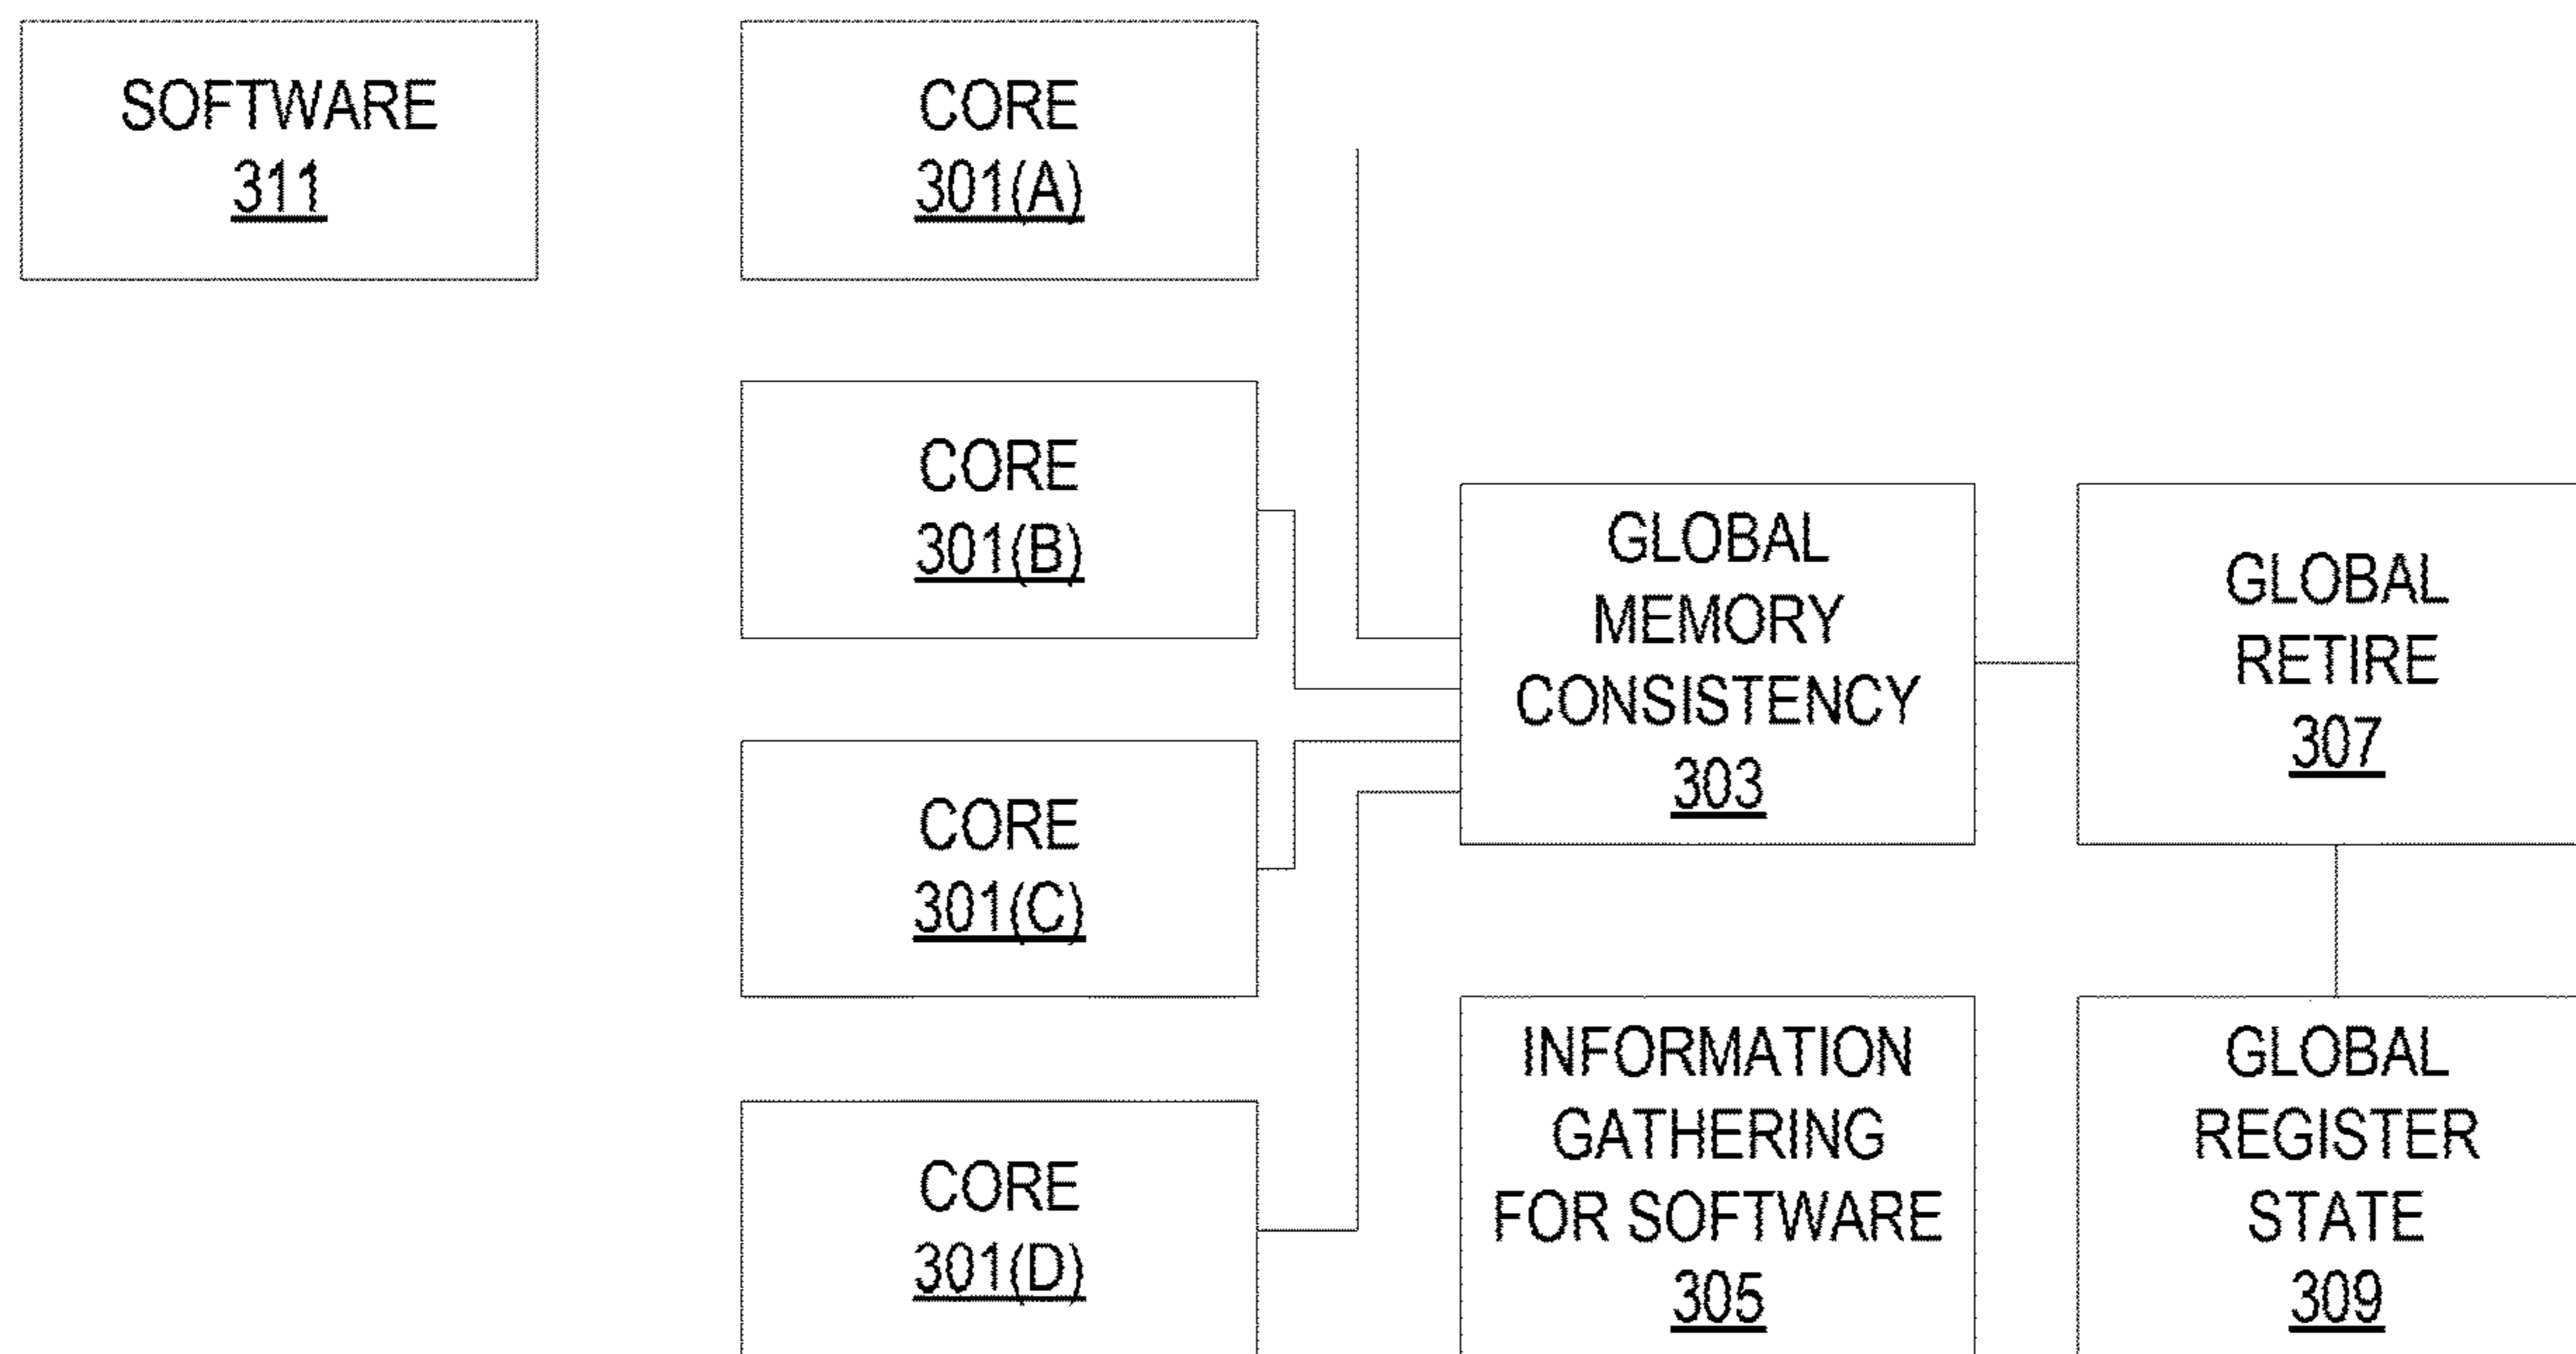 SOFTWARE
311
CORE
301(A)
CORE
301(B)
CORE
301(C)
CORE
301(D)
GLOBAL
MEMORY
CONSISTENCY
303
GLOBAL
RETIRE
307
INFORMATION
GATHERING
FOR SOFTWARE
305
GLOBAL
REGISTER
STATE
309